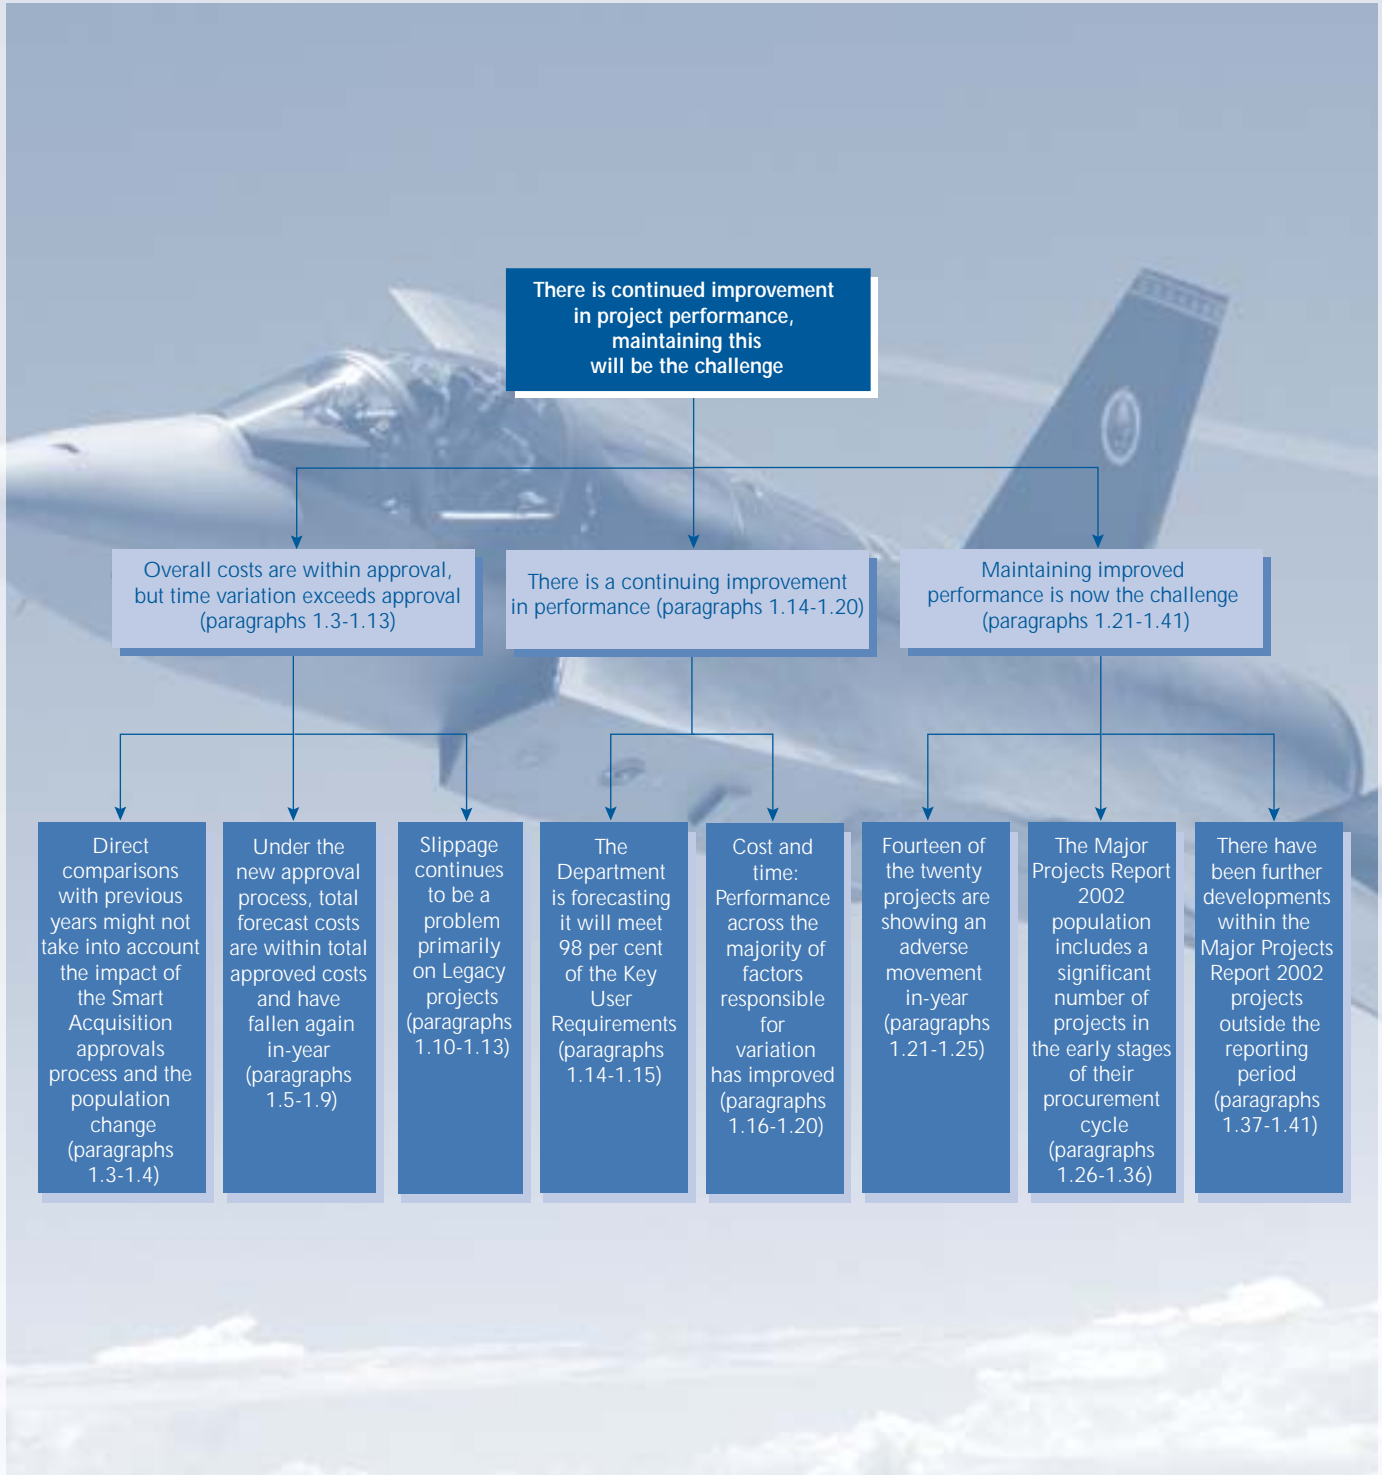 There is continued improvement
in project performance,
maintaining this
will be the challenge
Overall costs are within approval,
but time variation exceeds approval
(paragraphs 1.3-1.13)
There is a continuing improvement
in performance (paragraphs 1.14-1.20)
Maintaining improved
performance is now the challenge
(paragraphs 1.21-1.41)
Direct
comparisons
with previous
years might not
take into account
the impact of
the Smart
Acquisition
approvals
process and the
population
change
(paragraphs
1.3-1.4)
Under the
new approval
process, total
forecast costs
are within total
approved costs
and have
fallen again
in-year
(paragraphs
1.5-1.9)
Slippage
continues
to be a
problem
primarily
on Legacy
projects
(paragraphs
1.10-1.13)
The
Department
is forecasting
it will meet
98 per cent
of the Key
User
Requirements
(paragraphs
1.14-1.15)
Cost and
time:
Performance
across the
majority of
factors
responsible
for
variation
has improved
(paragraphs
1.16-1.20)
Fourteen of
the twenty
projects are
showing an
adverse
movement
in-year
(paragraphs
1.21-1.25)
The Major
Projects Report
2002
population
includes a
significant
number of
projects in
the early stages
of their
procurement
cycle
(paragraphs
1.26-1.36)
There have
been further
developments
within the
Major Projects
Report 2002
projects
outside the
reporting
period
(paragraphs
1.37-1.41)